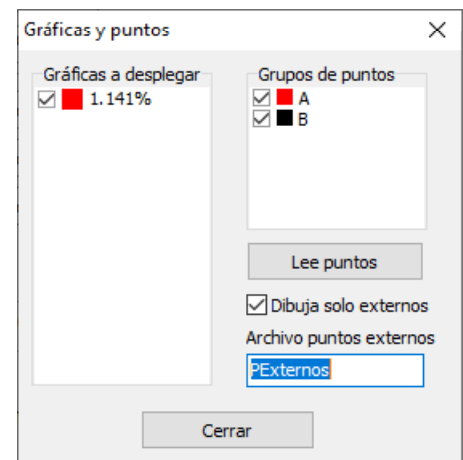 Gráficas y puntos
Gráficas a desplegar
1.141%
Grupos de puntos
A
B
Lee puntos
Dibuja solo externos
Archivo puntos externos
PExternos
Cerrar